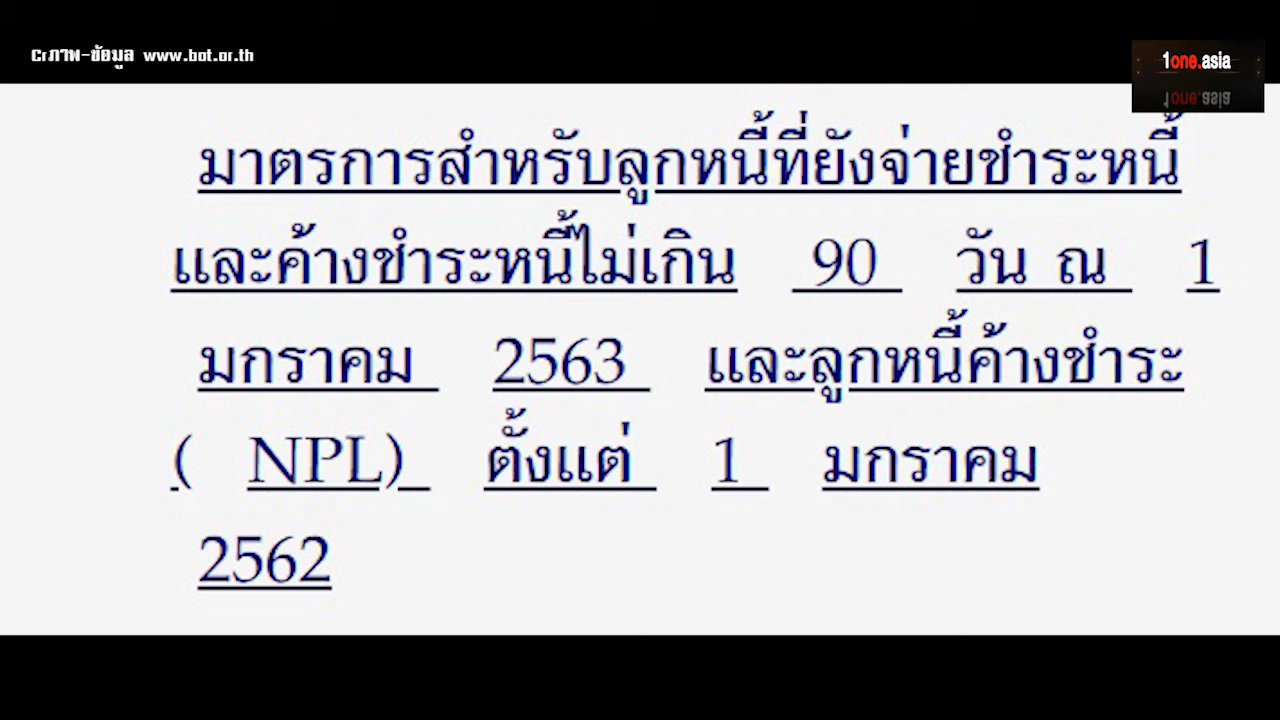 Crภาพ-ข้อมูล www.bot.or.th
1one.asia
มาตรการสำหรับลูกหนี้ที่ยังจ่ายชำระหนี้
และค้างชำระหนี้ไม่เกิน 90 วัน ณ 1
มกราคม 2563 และลูกหนี้ค้างชำระ
( NPL) ตั้งแต่ 1 มกราคม
2562